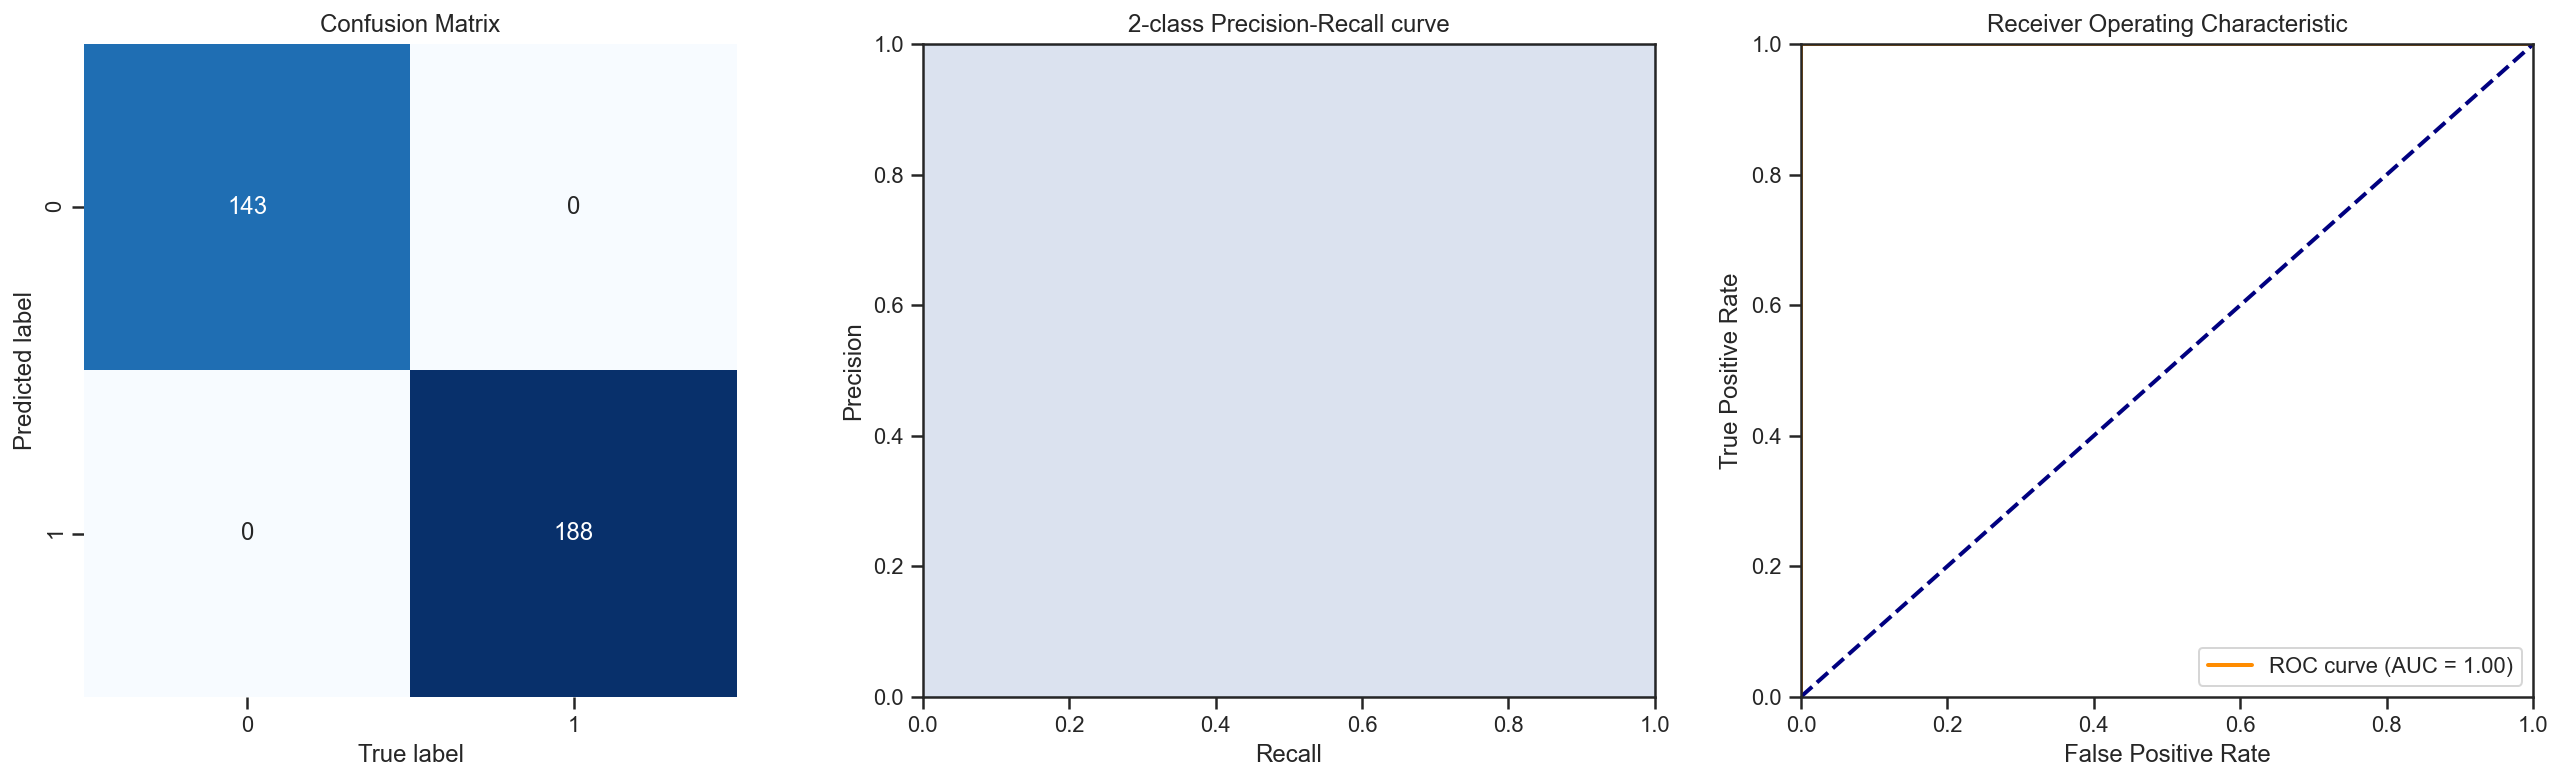 Confusion Matrix
Predicted label
0
1
143
0
0
188
0
1
True label
2-class Precision-Recall curve
Precision
1.0
0.8
0.6
0.4
0.2
0.0
0.0 0.2 0.4 0.6 0.8 1.0
Recall
Receiver Operating Characteristic
True Positive Rate
1.0
0.8
0.6
0.4
0.2
0.0
ROC curve (AUC = 1.00)
0.0 0.2 0.4 0.6 0.8 1.0
False Positive Rate